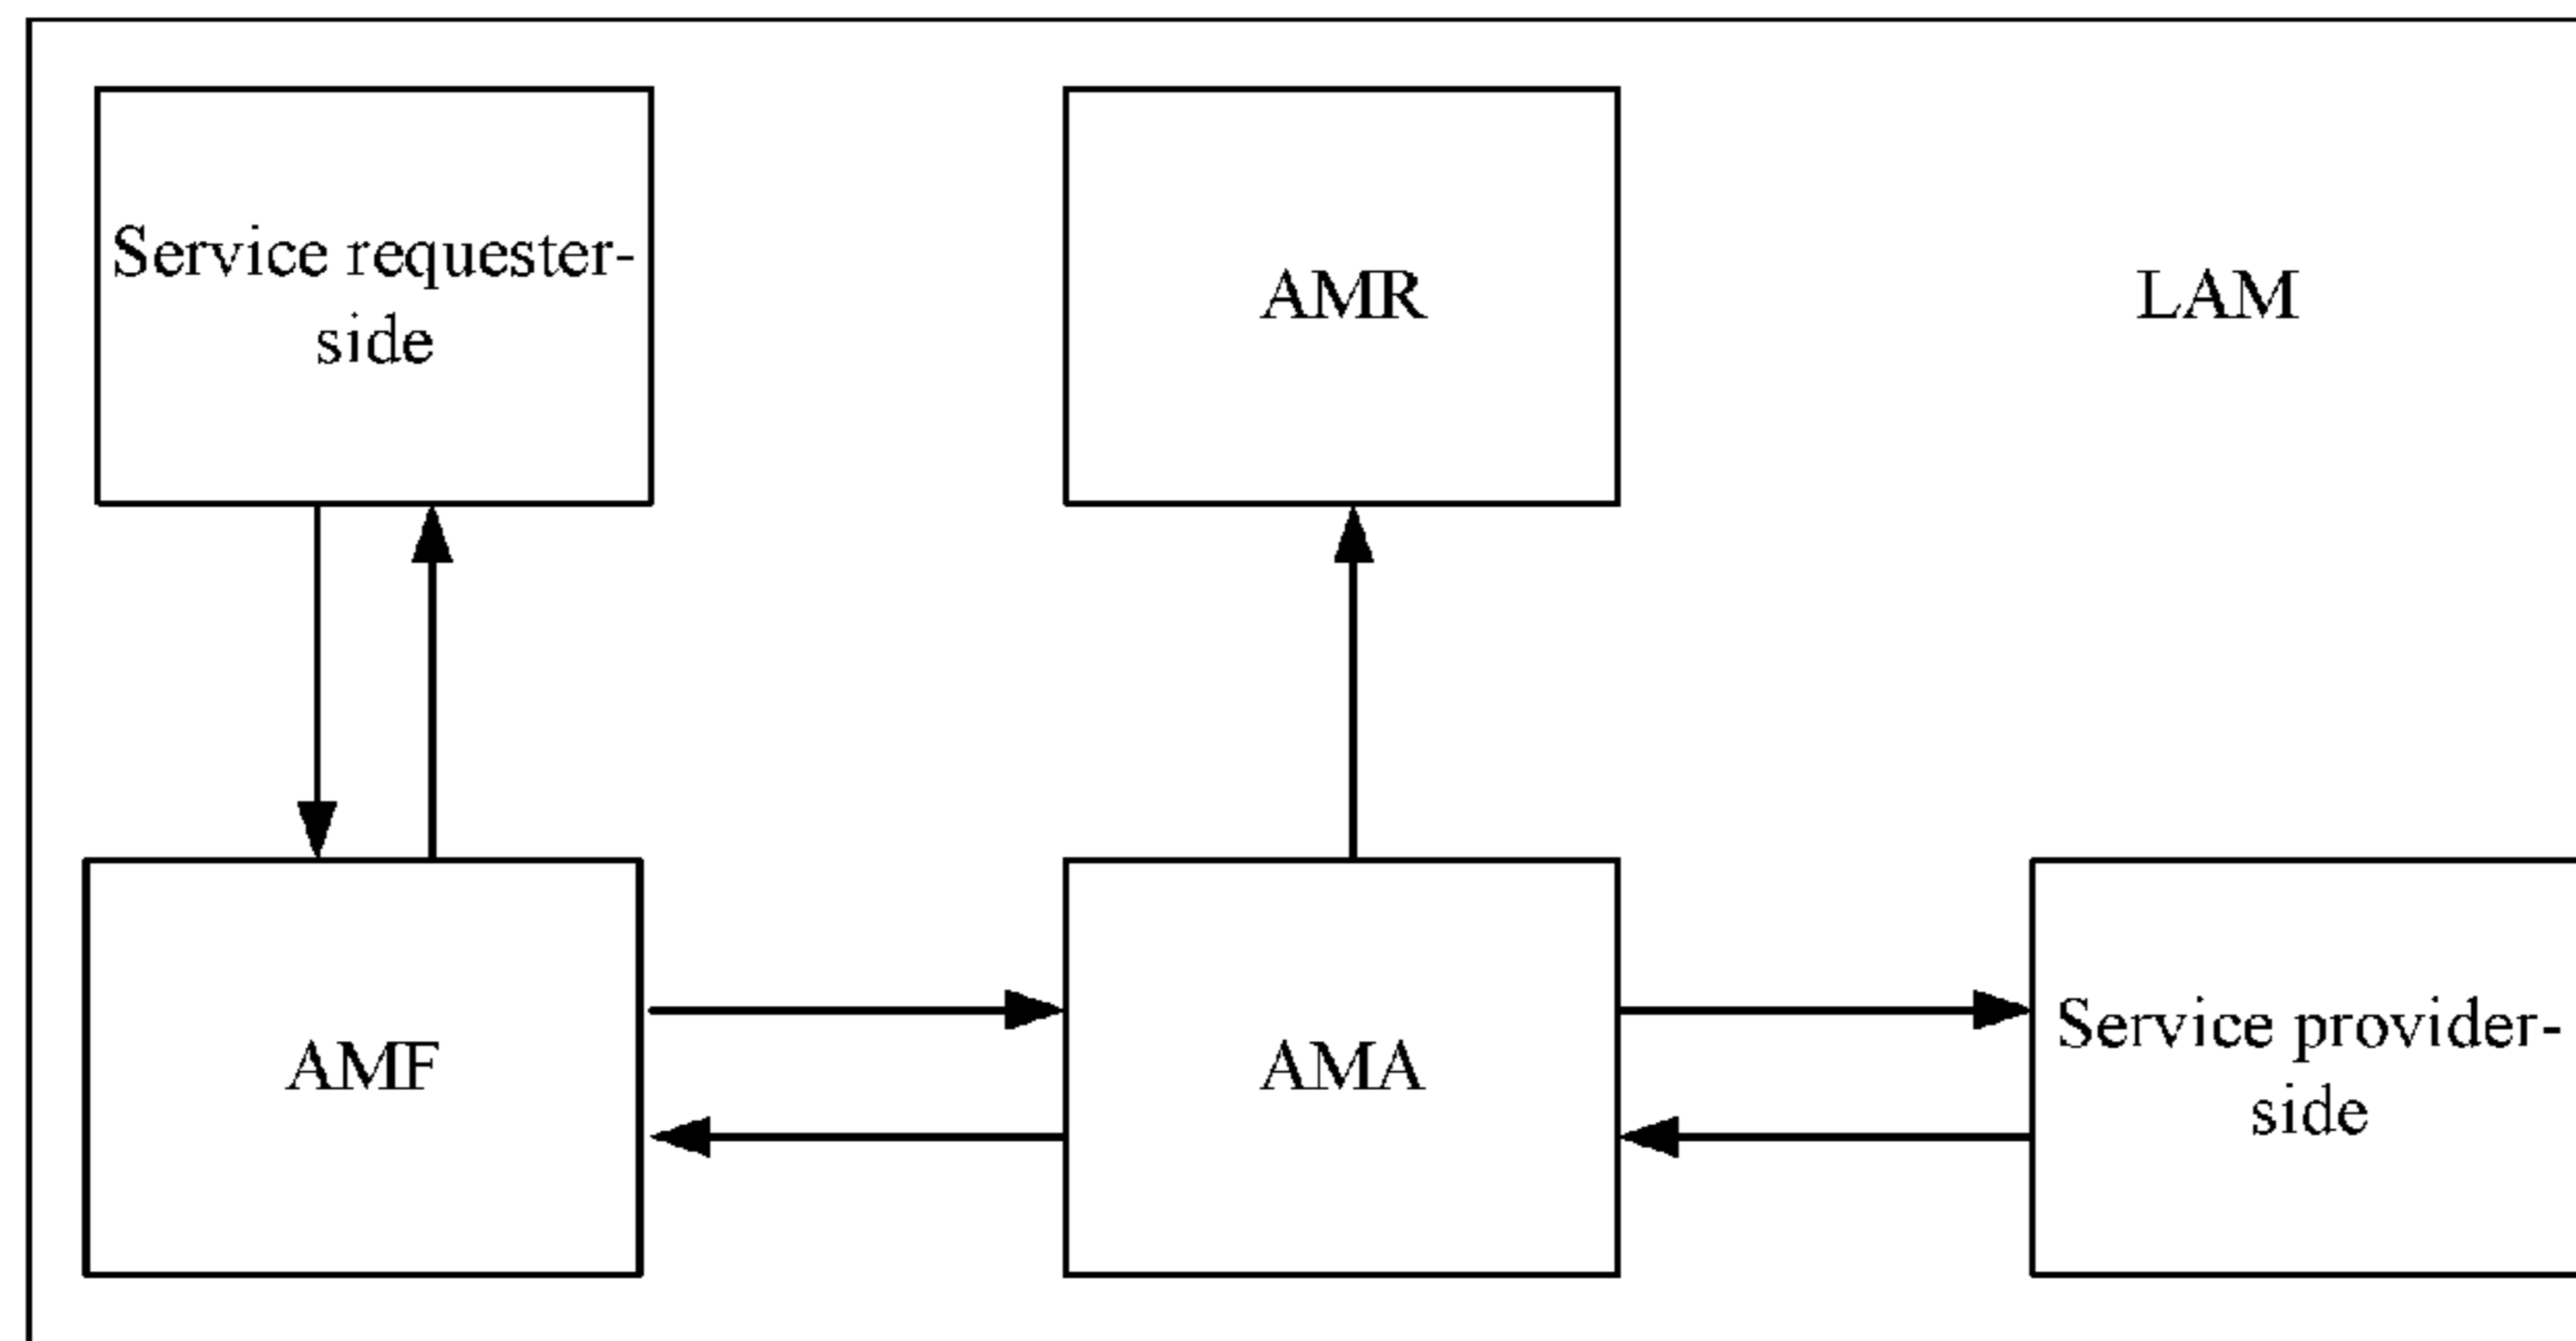 Service requester-
side
AMR
LAM
AMF
AMA
Service provider-
side